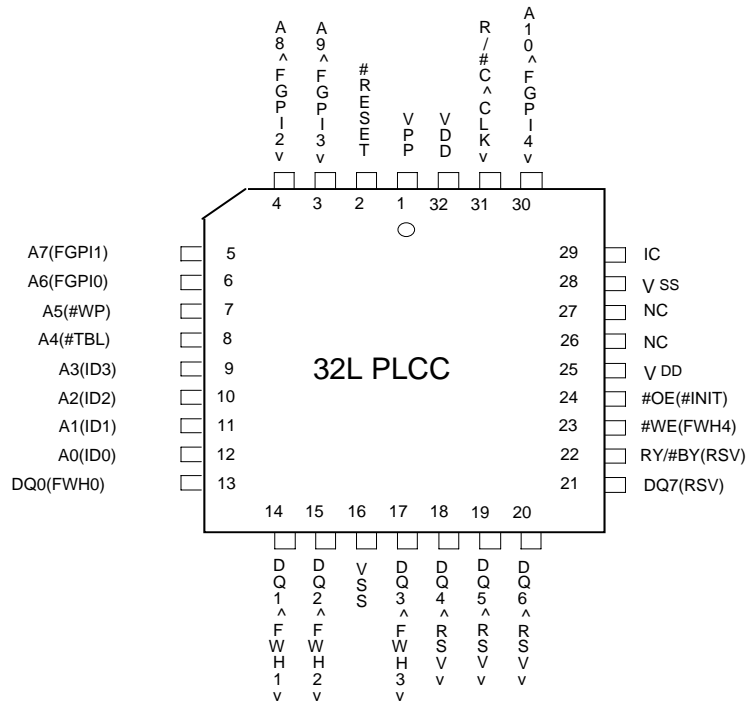 A8^FGPI2v
A9^FGPI3v
#RESET
VPP
VDD
R/#C^CLKv
A10^FGPI4v
4
3
2
1
32
31
30
A7(FGPI1)
5
A6(FGPI0)
6
A5(#WP)
7
A4(#TBL)
8
A3(ID3)
9
A2(ID2)
10
A1(ID1)
11
A0(ID0)
12
DQ0(FWH0)
13
32L PLCC
29
IC
28
V SS
27
NC
26
NC
25
V DD
24
#OE(#INIT)
23
#WE(FWH4)
22
RY/#BY(RSV)
21
DQ7(RSV)
14
15
16
17
18
19
20
DQ1^FWH1v
DQ2^FWH2v
VSS
DQ3^FWH3v
DQ4^RSVv
DQ5^RSVv
DQ6^RSVv